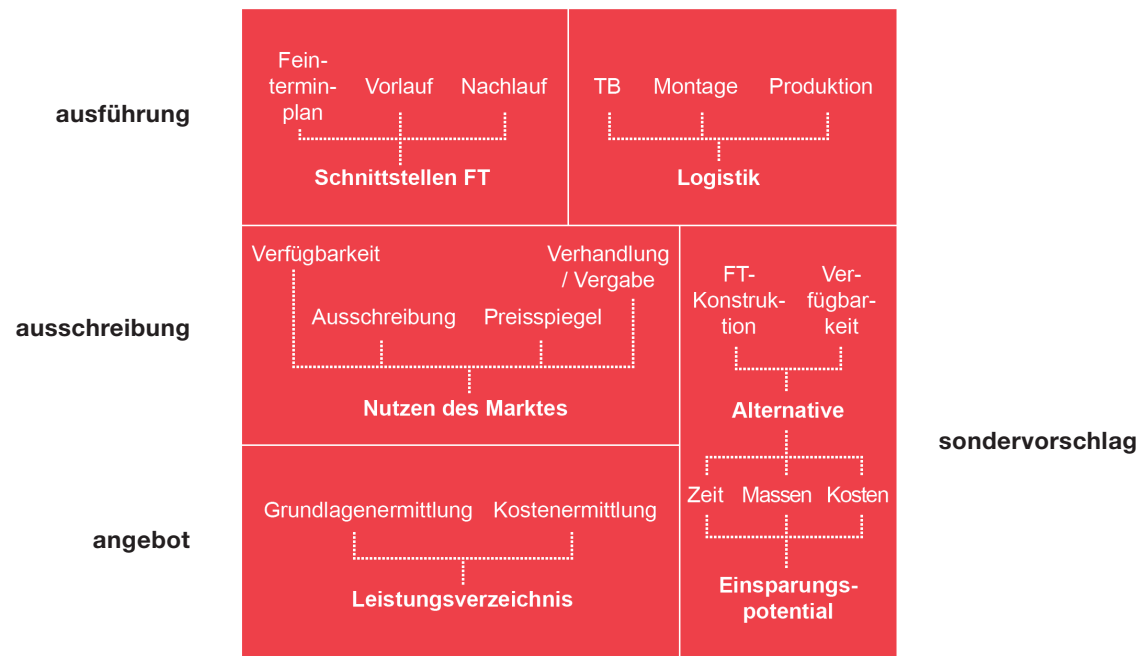 ausführung
Fein-
termin-
plan
Vorlauf
Nachlauf
Schnittstellen FT
TB
Montage
Produktion
Logistik
ausschreibung
Verfügbarkeit
Verhandlung
/ Vergabe
Ausschreibung
Preisspiegel
Nutzen des Marktes
FT-
Konstruk-
tion
Ver-
fügbar-
keit
Alternative
Zeit
Massen
Kosten
Einsparungs-
potential
sondervorschlag
angebot
Grundlagenermittlung
Kostenermittlung
Leistungsverzeichnis